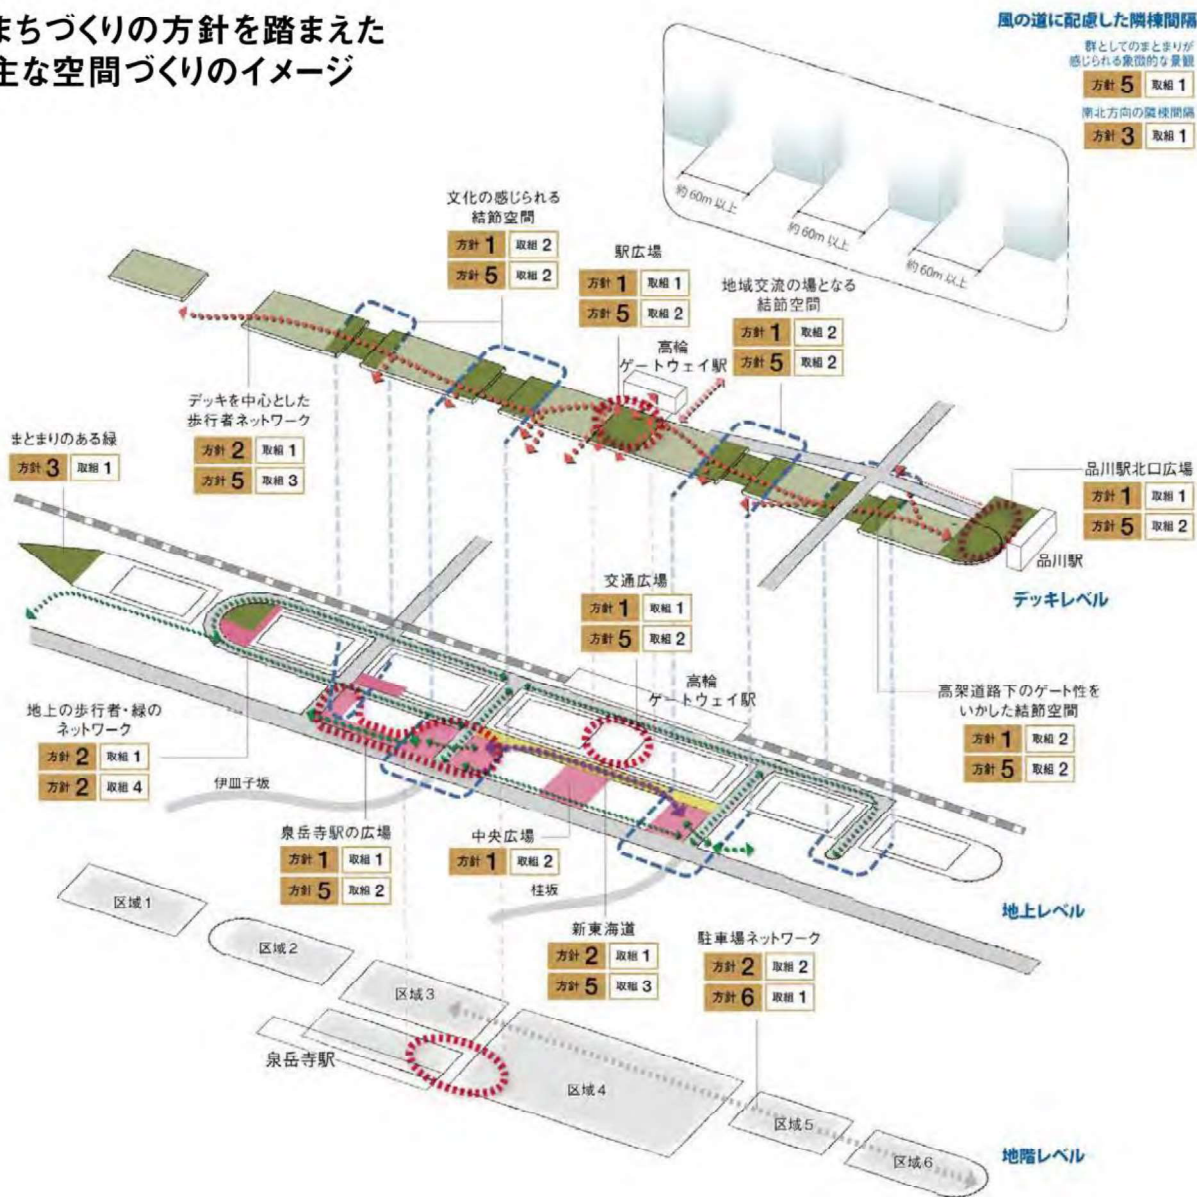 まちづくりの方針を踏まえた
主な空間づくりのイメージ
風の道に配慮した隣棟間隔
群としてのまとまりが
感じられる象徴的な景観
方針 5 取組 1
南北方向の隣棟間隔
方針 3 取組 1
約60m以上
約60m以上
約60m以上
文化の感じられる
結節空間
方針 1 取組 2
方針 5 取組 2
駅広場
方針 1 取組 1
方針 5 取組 2
地域交流の場となる
結節空間
方針 1 取組 2
方針 5 取組 2
高輪
ゲートウェイ駅
デッキを中心とした
歩行者ネットワーク
方針 2 取組 1
方針 5 取組 3
まとまりのある緑
方針 3 取組 1
品川駅北口広場
方針 1 取組 1
方針 5 取組 2
品川駅
デッキレベル
交通広場
方針 1 取組 1
方針 5 取組 2
高輪
ゲートウェイ駅
高架道路下のゲート性を
いかした結節空間
方針 1 取組 2
方針 5 取組 2
地上の歩行者・緑の
ネットワーク
方針 2 取組 1
方針 2 取組 4
伊皿子坂
泉岳寺駅の広場
方針 1 取組 1
方針 5 取組 2
中央広場
方針 1 取組 2
桂坂
地上レベル
新東海道
方針 2 取組 1
方針 5 取組 3
駐車場ネットワーク
方針 2 取組 2
方針 6 取組 1
区域1
区域2
区域3
泉岳寺駅
区域4
区域5
区域6
地階レベル